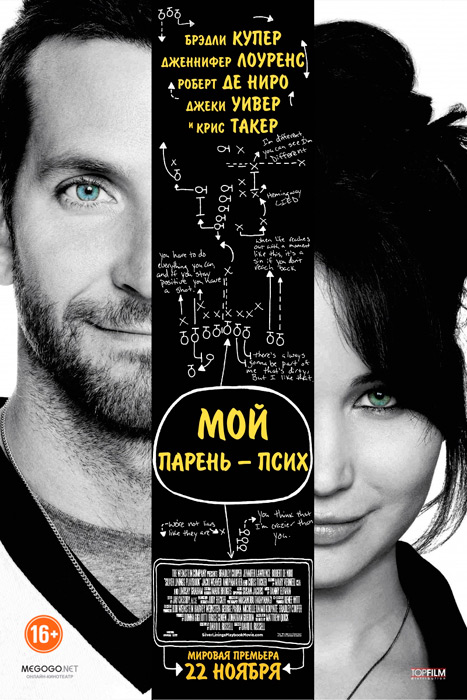 БРЭДЛИ КУПЕР
ДЖЕННИФЕР ЛОУРЕНС
РОБЕРТ ДЕ НИРО
ДЖЕКИ УИВЕР
И КРИС ТАКЕР
I'm different
you can see I'm
Different
Hemingway
LIED
When life reaches
out with a moment
like this, it's a
sin if you don't
reach back
you have to do
everything you can
and if you stay
positive you have
a shot.
there's always
gonna be part of
me that's dirty,
But I like that
МОЙ
ПАРЕНЬ – ПСИХ
We're not liars
like they are
You think that
I'm crazier than
you.
SilverLiningsPlaybookMovie.com
МИРОВАЯ ПРЕМЬЕРА
22 НОЯБРЯ
16+
MEGOGO.NET
ОНЛАЙН-КИНОТЕАТР
TOPFILM